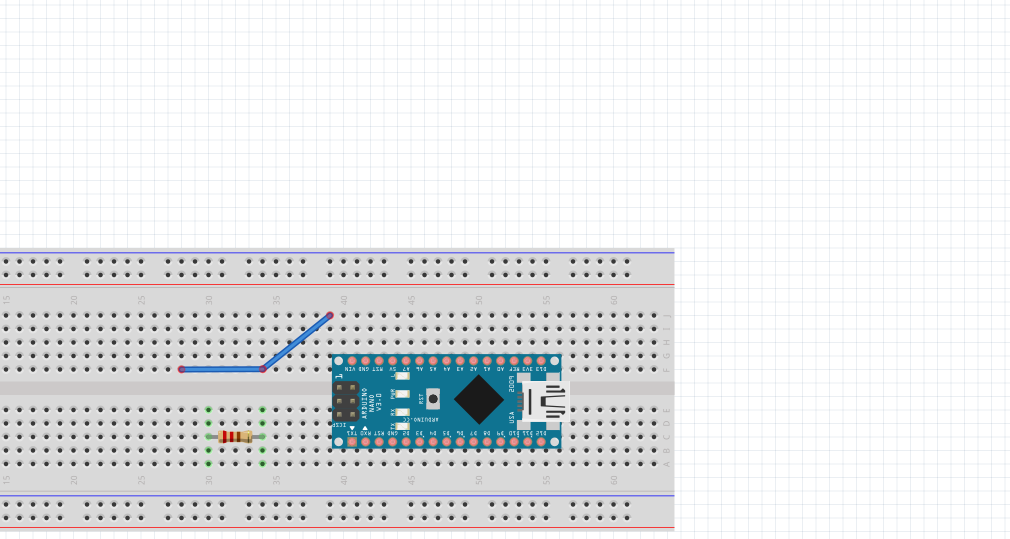 15 20 25 30 35 40 45 50 55 60
J
I
H
G
F
VIN GND RST 5V A7 A6 A5 A4 A3 A2 A1 A0 REF 3V3 D13
1
ARDUINO
NANO
V3.0
ICSP
L
PWR
RX
TX
RST
ARDUINO.CC
USA
2009
TX1 RX0 RST GND D2 D3 D4 D5 D6 D7 D8 D9 D10 D11 D12
E
D
C
B
A
15 20 25 30 35 40 45 50 55 60